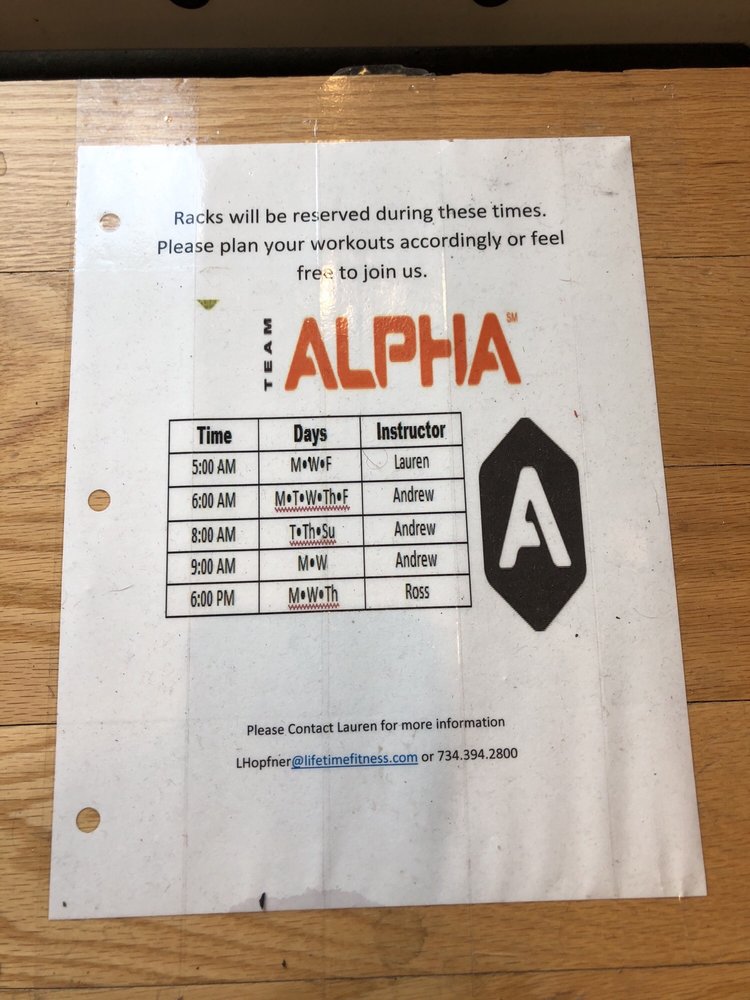 Racks will be reserved during these times.
Please plan your workouts accordingly or feel
free to join us.
TEAM
ALPHA SM
Time Days Instructor
5:00 AM M•W•F Lauren
6:00 AM M•T•W•Th•F Andrew
8:00 AM T•Th•Su Andrew
9:00 AM M•W Andrew
6:00 PM M•W•Th Ross
A
Please Contact Lauren for more information
LHopfner@lifetimefitness.com or 734.394.2800